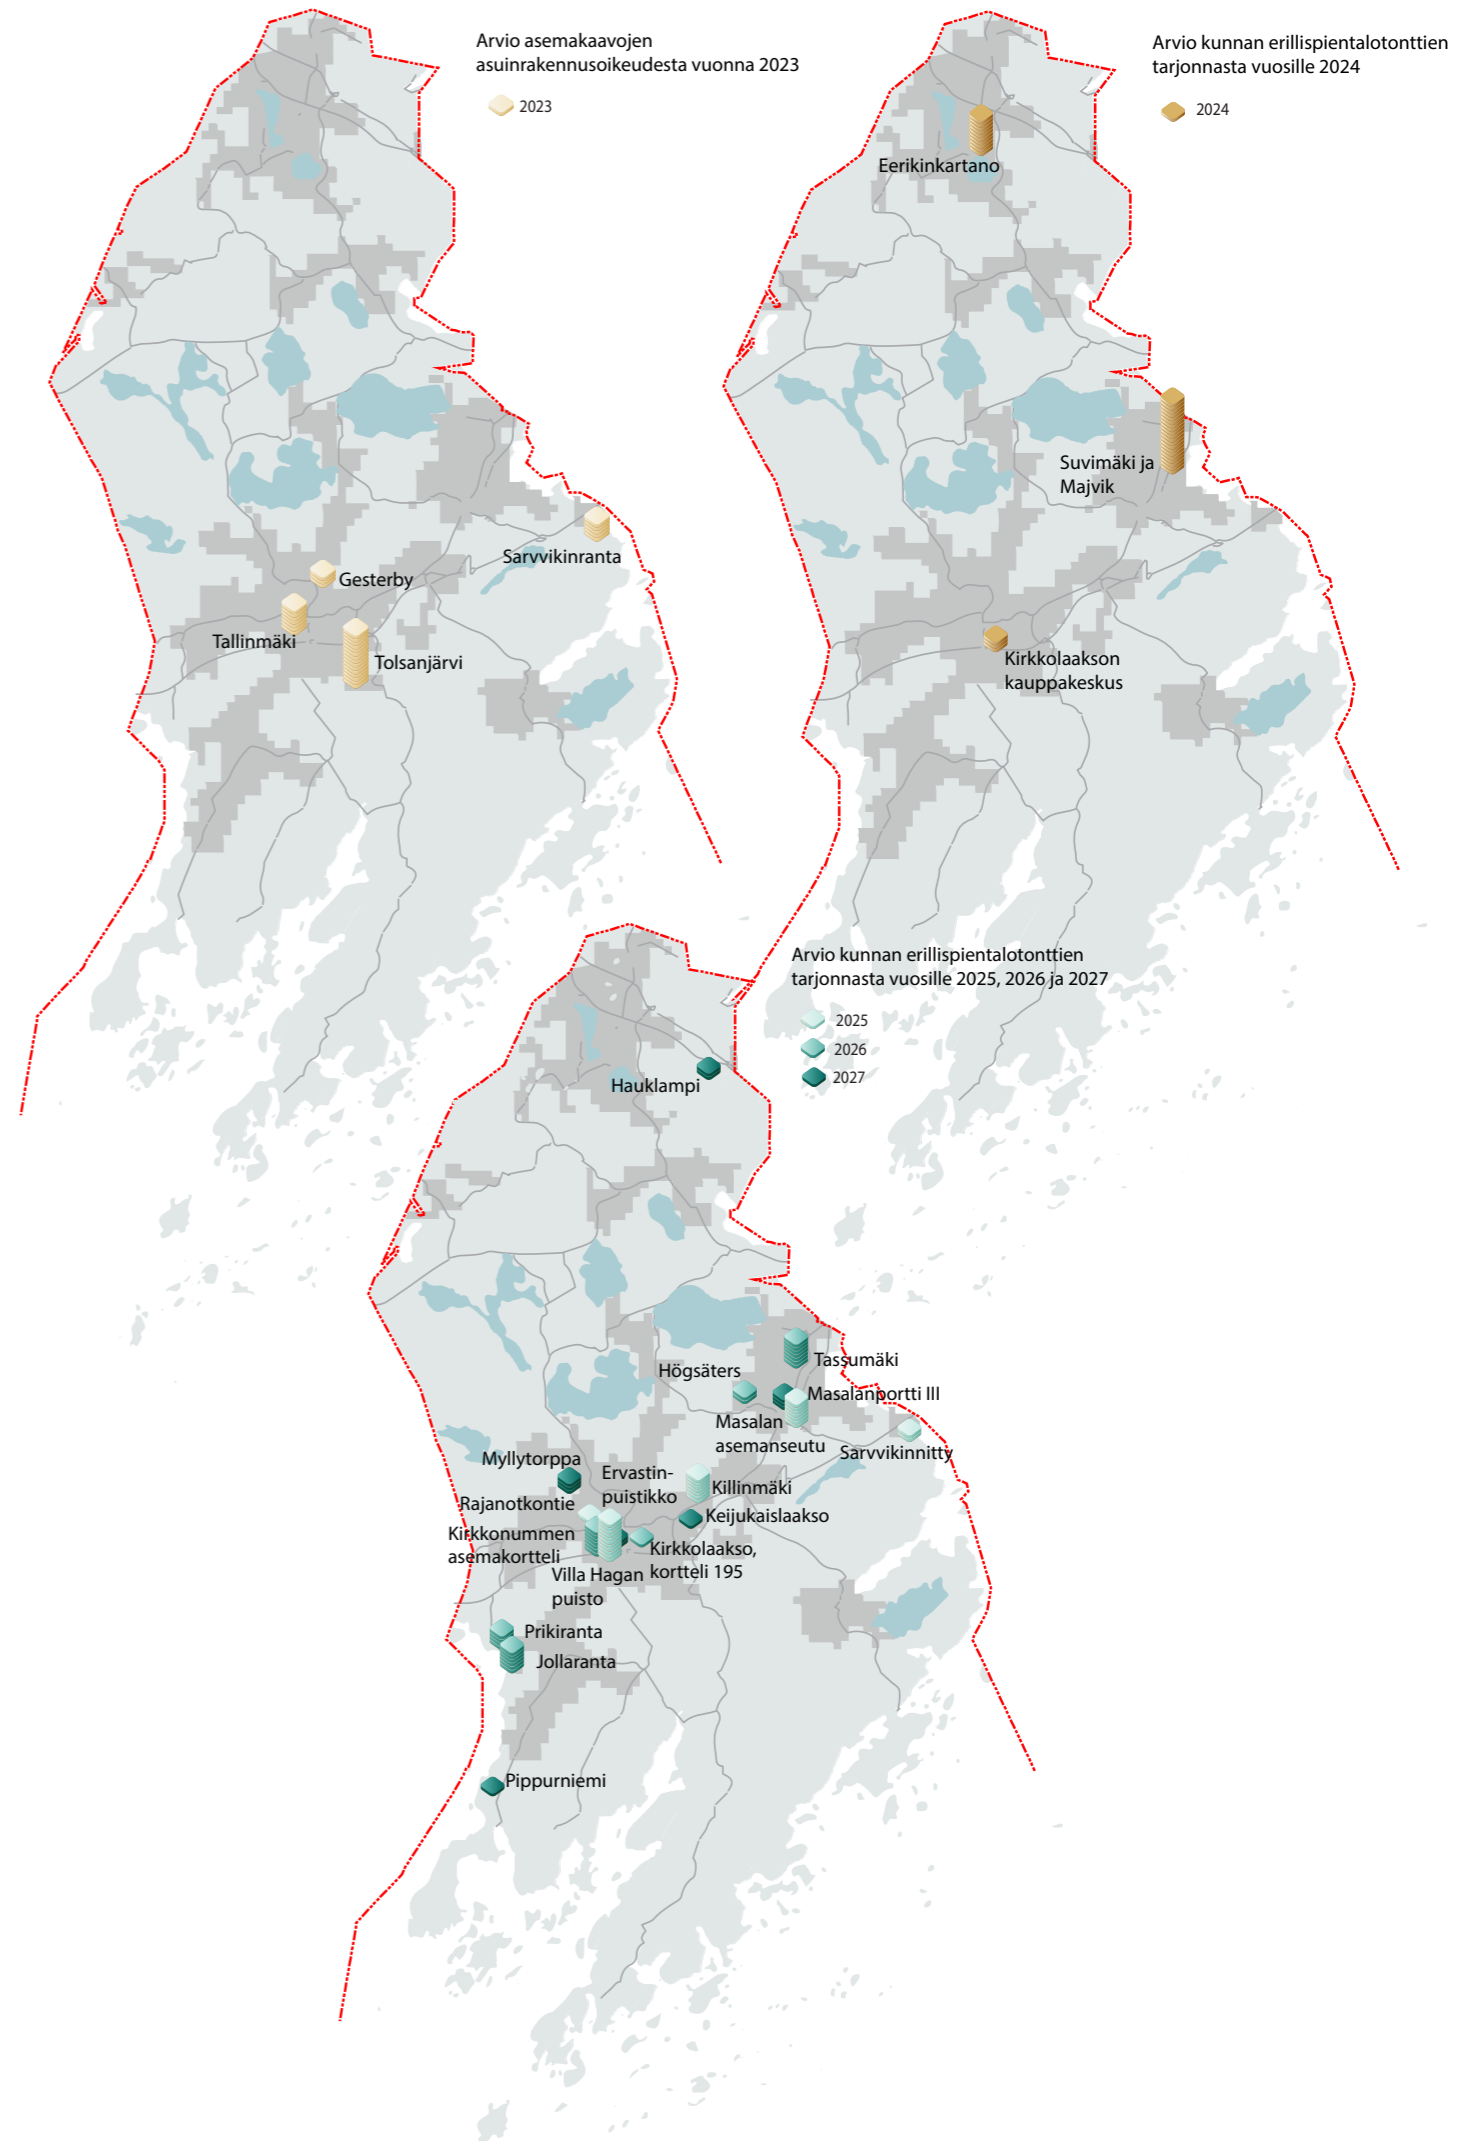 Arvio asemakaavojen
asuinrakennusoikeudesta vuonna 2023
2023
Sarvvikinranta
Gesterby
Tallinmäki
Tolsanjärvi
Arvio kunnan erillispientalotonttien
tarjonnasta vuosille 2024
2024
Eerikinkartano
Suvimäki ja
Majvik
Kirkkolaakson
kauppakeskus
Arvio kunnan erillispientalotonttien
tarjonnasta vuosille 2025, 2026 ja 2027
2025
2026
2027
Hauklampi
Tassumäki
Högsäters
Masalanportti III
Masalan
asemanseutu
Sarvvikinnitty
Myllytorppa
Ervastin-
puistikko
Killinmäki
Rajanotkontie
Keijukaislaakso
Kirkkonummen
asemakortteli
Kirkkolaakso,
kortteli 195
Villa Hagan
puisto
Prikiranta
Jollaranta
Pippurniemi